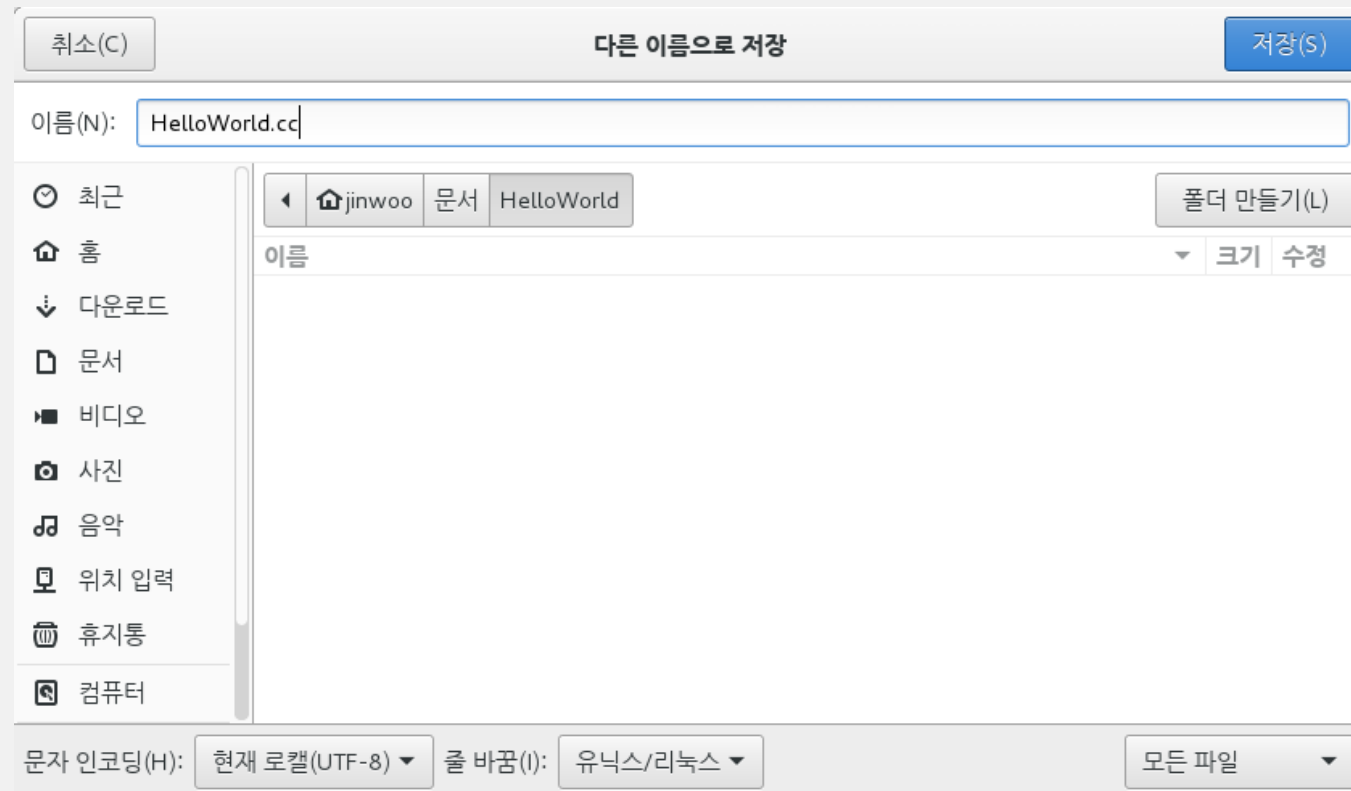 취소(C) 다른 이름으로 저장 저장(S)
이름(N): HelloWorld.cc
최근
홈
다운로드
문서
비디오
사진
음악
위치 입력
휴지통
컴퓨터
jinwoo 문서 HelloWorld 폴더 만들기(L)
이름 크기 수정
문자 인코딩(H): 현재 로캘(UTF-8) 줄 바꿈(I): 유닉스/리눅스 모든 파일